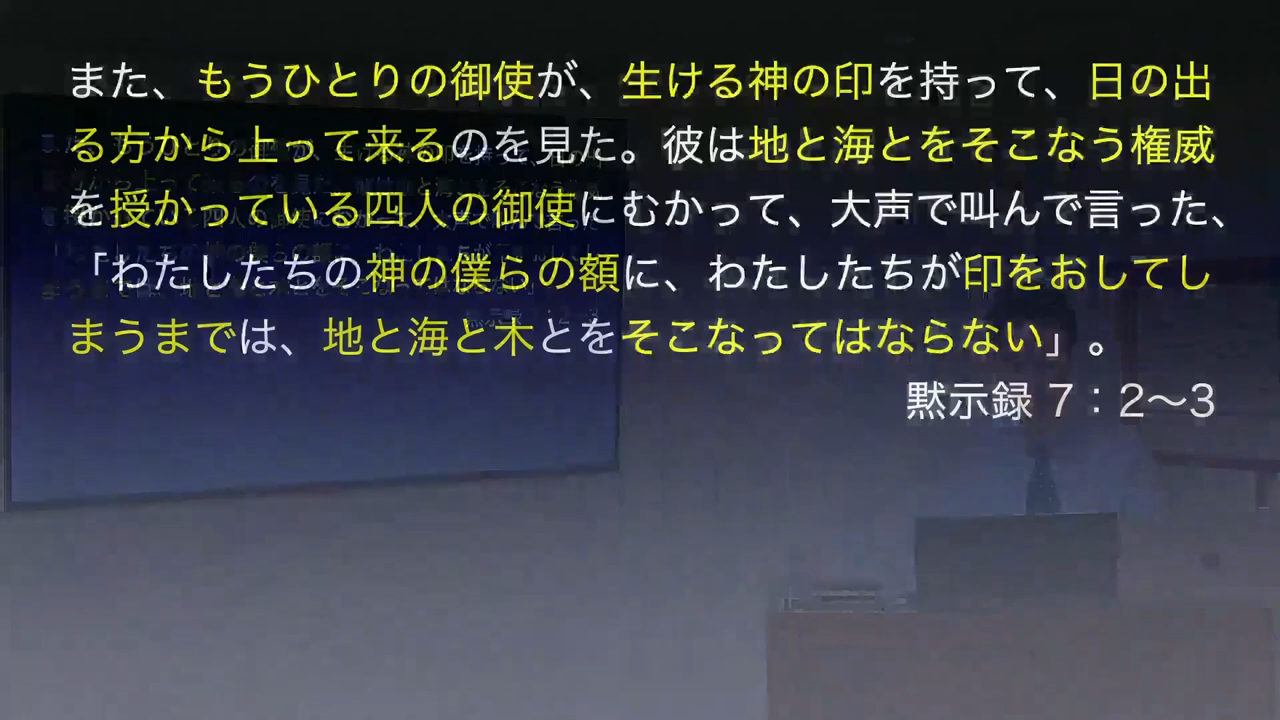 また、もうひとりの御使が、生ける神の印を持って、日の出
る方から上って来るのを見た。彼は地と海とをそこなう権威
を授かっている四人の御使にむかって、大声で叫んで言った、
「わたしたちの神の僕らの額に、わたしたちが印をおしてし
まうまでは、地と海と木とをそこなってはならない」。
黙示録 7：2〜3